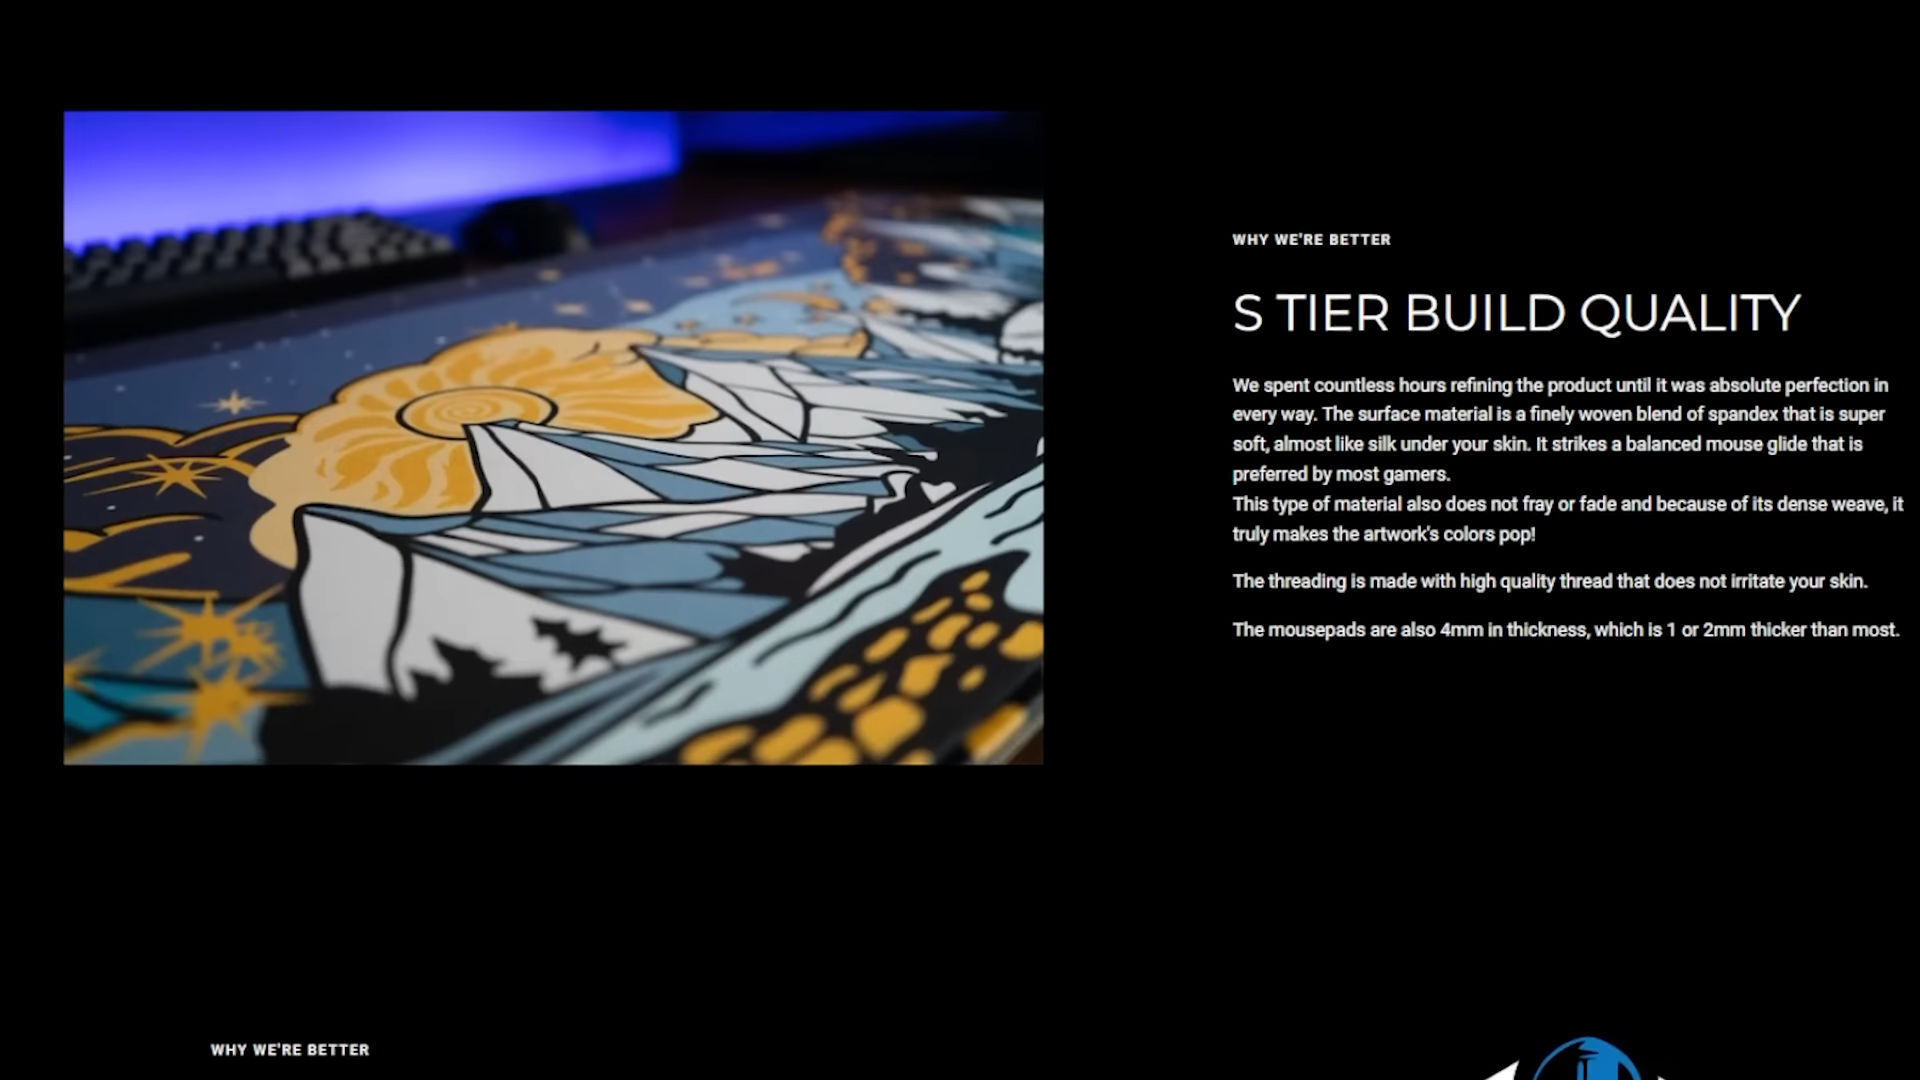 WHY WE'RE BETTER
S TIER BUILD QUALITY
We spent countless hours refining the product until it was absolute perfection in
every way. The surface material is a finely woven blend of spandex that is super
soft, almost like silk under your skin. It strikes a balanced mouse glide that is
preferred by most gamers.
This type of material also does not fray or fade and because of its dense weave, it
truly makes the artwork's colors pop!
The threading is made with high quality thread that does not irritate your skin.
The mousepads are also 4mm in thickness, which is 1 or 2mm thicker than most.
WHY WE'RE BETTER